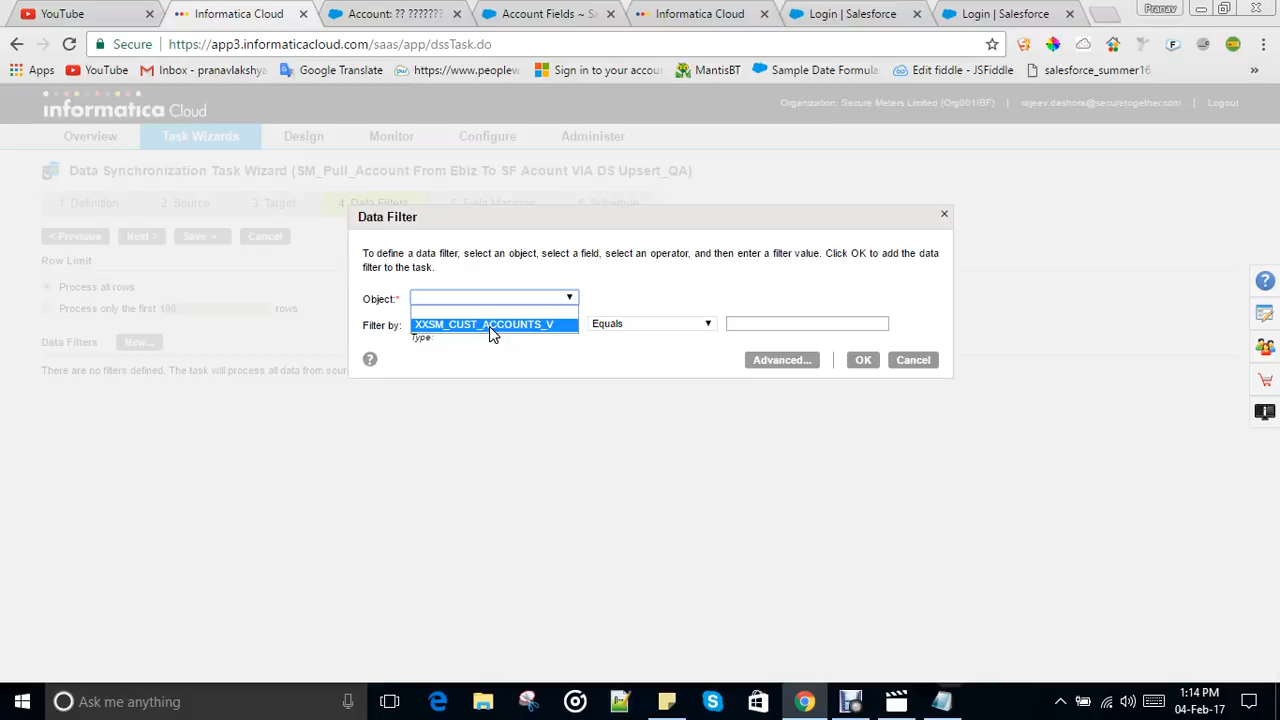 YouTube
Informatica Cloud
Account: ?? ???????
Account Fields ~ Sa
Informatica Cloud
Login | Salesforce
Login | Salesforce
Pranav
Secure
https://app3.informaticacloud.com/saas/app/dssTask.do
Apps
YouTube
Inbox - pranavlakshya
Google Translate
https://www.peoplew
Sign in to your accou
MantisBT
Sample Date Formula
Edit fiddle - JSFiddle
salesforce_summer16
»
informatica Cloud
Organization: Secure Meters Limited (Org001IBF)
rajeev.dashora@securetogether.com
Logout
Overview
Task Wizards
Design
Monitor
Configure
Administer
Data Synchronization Task Wizard (SM_Pull_Account From Ebiz To SF Acount VIA DS Upsert_QA)
1. Definition
2. Source
3. Target
4. Data Filters
5. Field Mapping
6. Schedule
< Previous
Next >
Save
Cancel
Row Limit
Process all rows
Process only the first 100 rows
Data Filters
New...
There are no filters defined. The task will process all data from sour
Data Filter
To define a data filter, select an object, select a field, select an operator, and then enter a filter value. Click OK to add the data
filter to the task.
Object:*
XXSM_CUST_ACCOUNTS_V
Filter by:
Equals
Type:
Advanced...
OK
Cancel
Ask me anything
1:14 PM
04-Feb-17